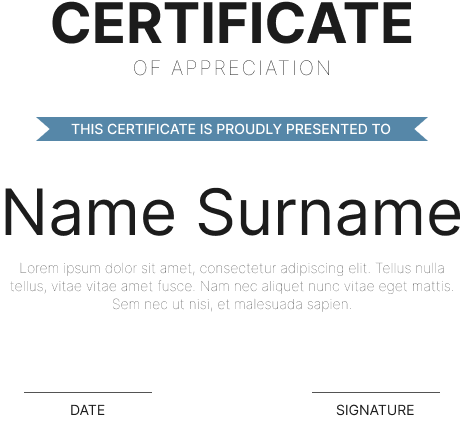 CERTIFICATE
OF APPRECIATION
THIS CERTIFICATE IS PROUDLY PRESENTED TO
Name Surname
Lorem ipsum dolor sit amet, consectetur adipiscing elit. Tellus nulla
tellus, vitae vitae amet fusce. Nam nec aliquet nunc vitae eget mattis.
Sem nec ut nisi, et malesuada sapien.
DATE
SIGNATURE